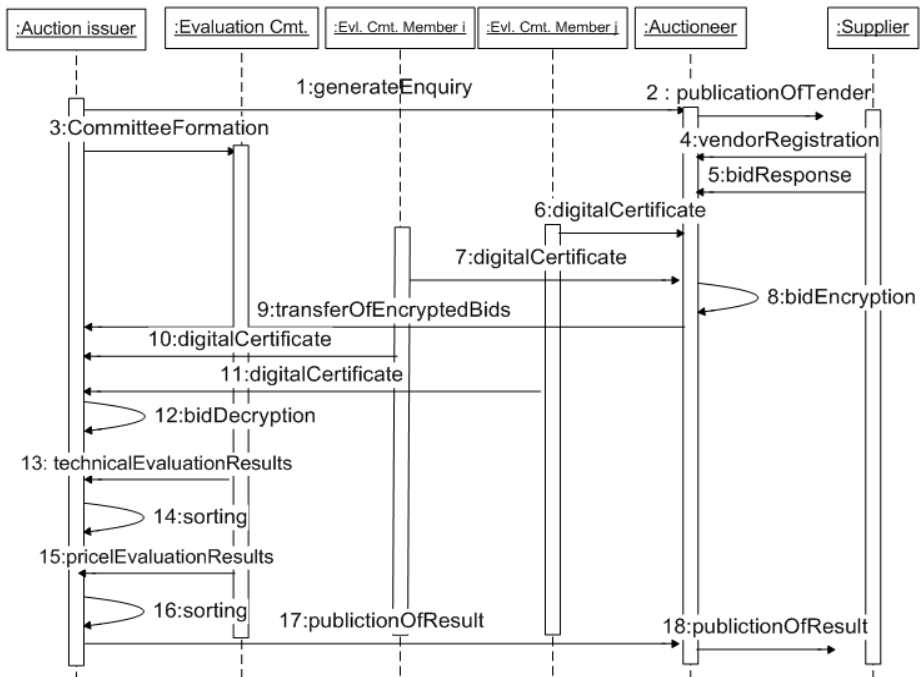 :Auction issuer
:Evaluation Cmt.
:Evl. Cmt. Member i
:Evl. Cmt. Member j
:Auctioneer
:Supplier
1:generateEnquiry
2 : publicationOfTender
3:CommitteeFormation
4:vendorRegistration
5:bidResponse
6:digitalCertificate
7:digitalCertificate
8:bidEncryption
9:transferOfEncryptedBids
10:digitalCertificate
11:digitalCertificate
12:bidDecryption
13: technicalEvaluationResults
14:sorting
15:pricelEvaluationResults
16:sorting
17:publictionOfResult
18:publictionOfResult